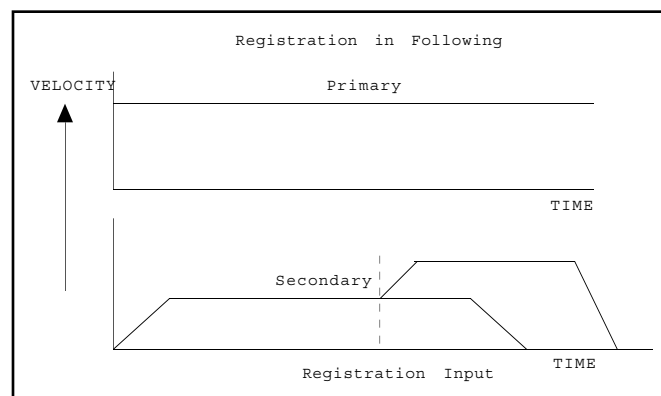 Registration in Following
VELOCITY
Primary
TIME
Secondary
TIME
Registration Input